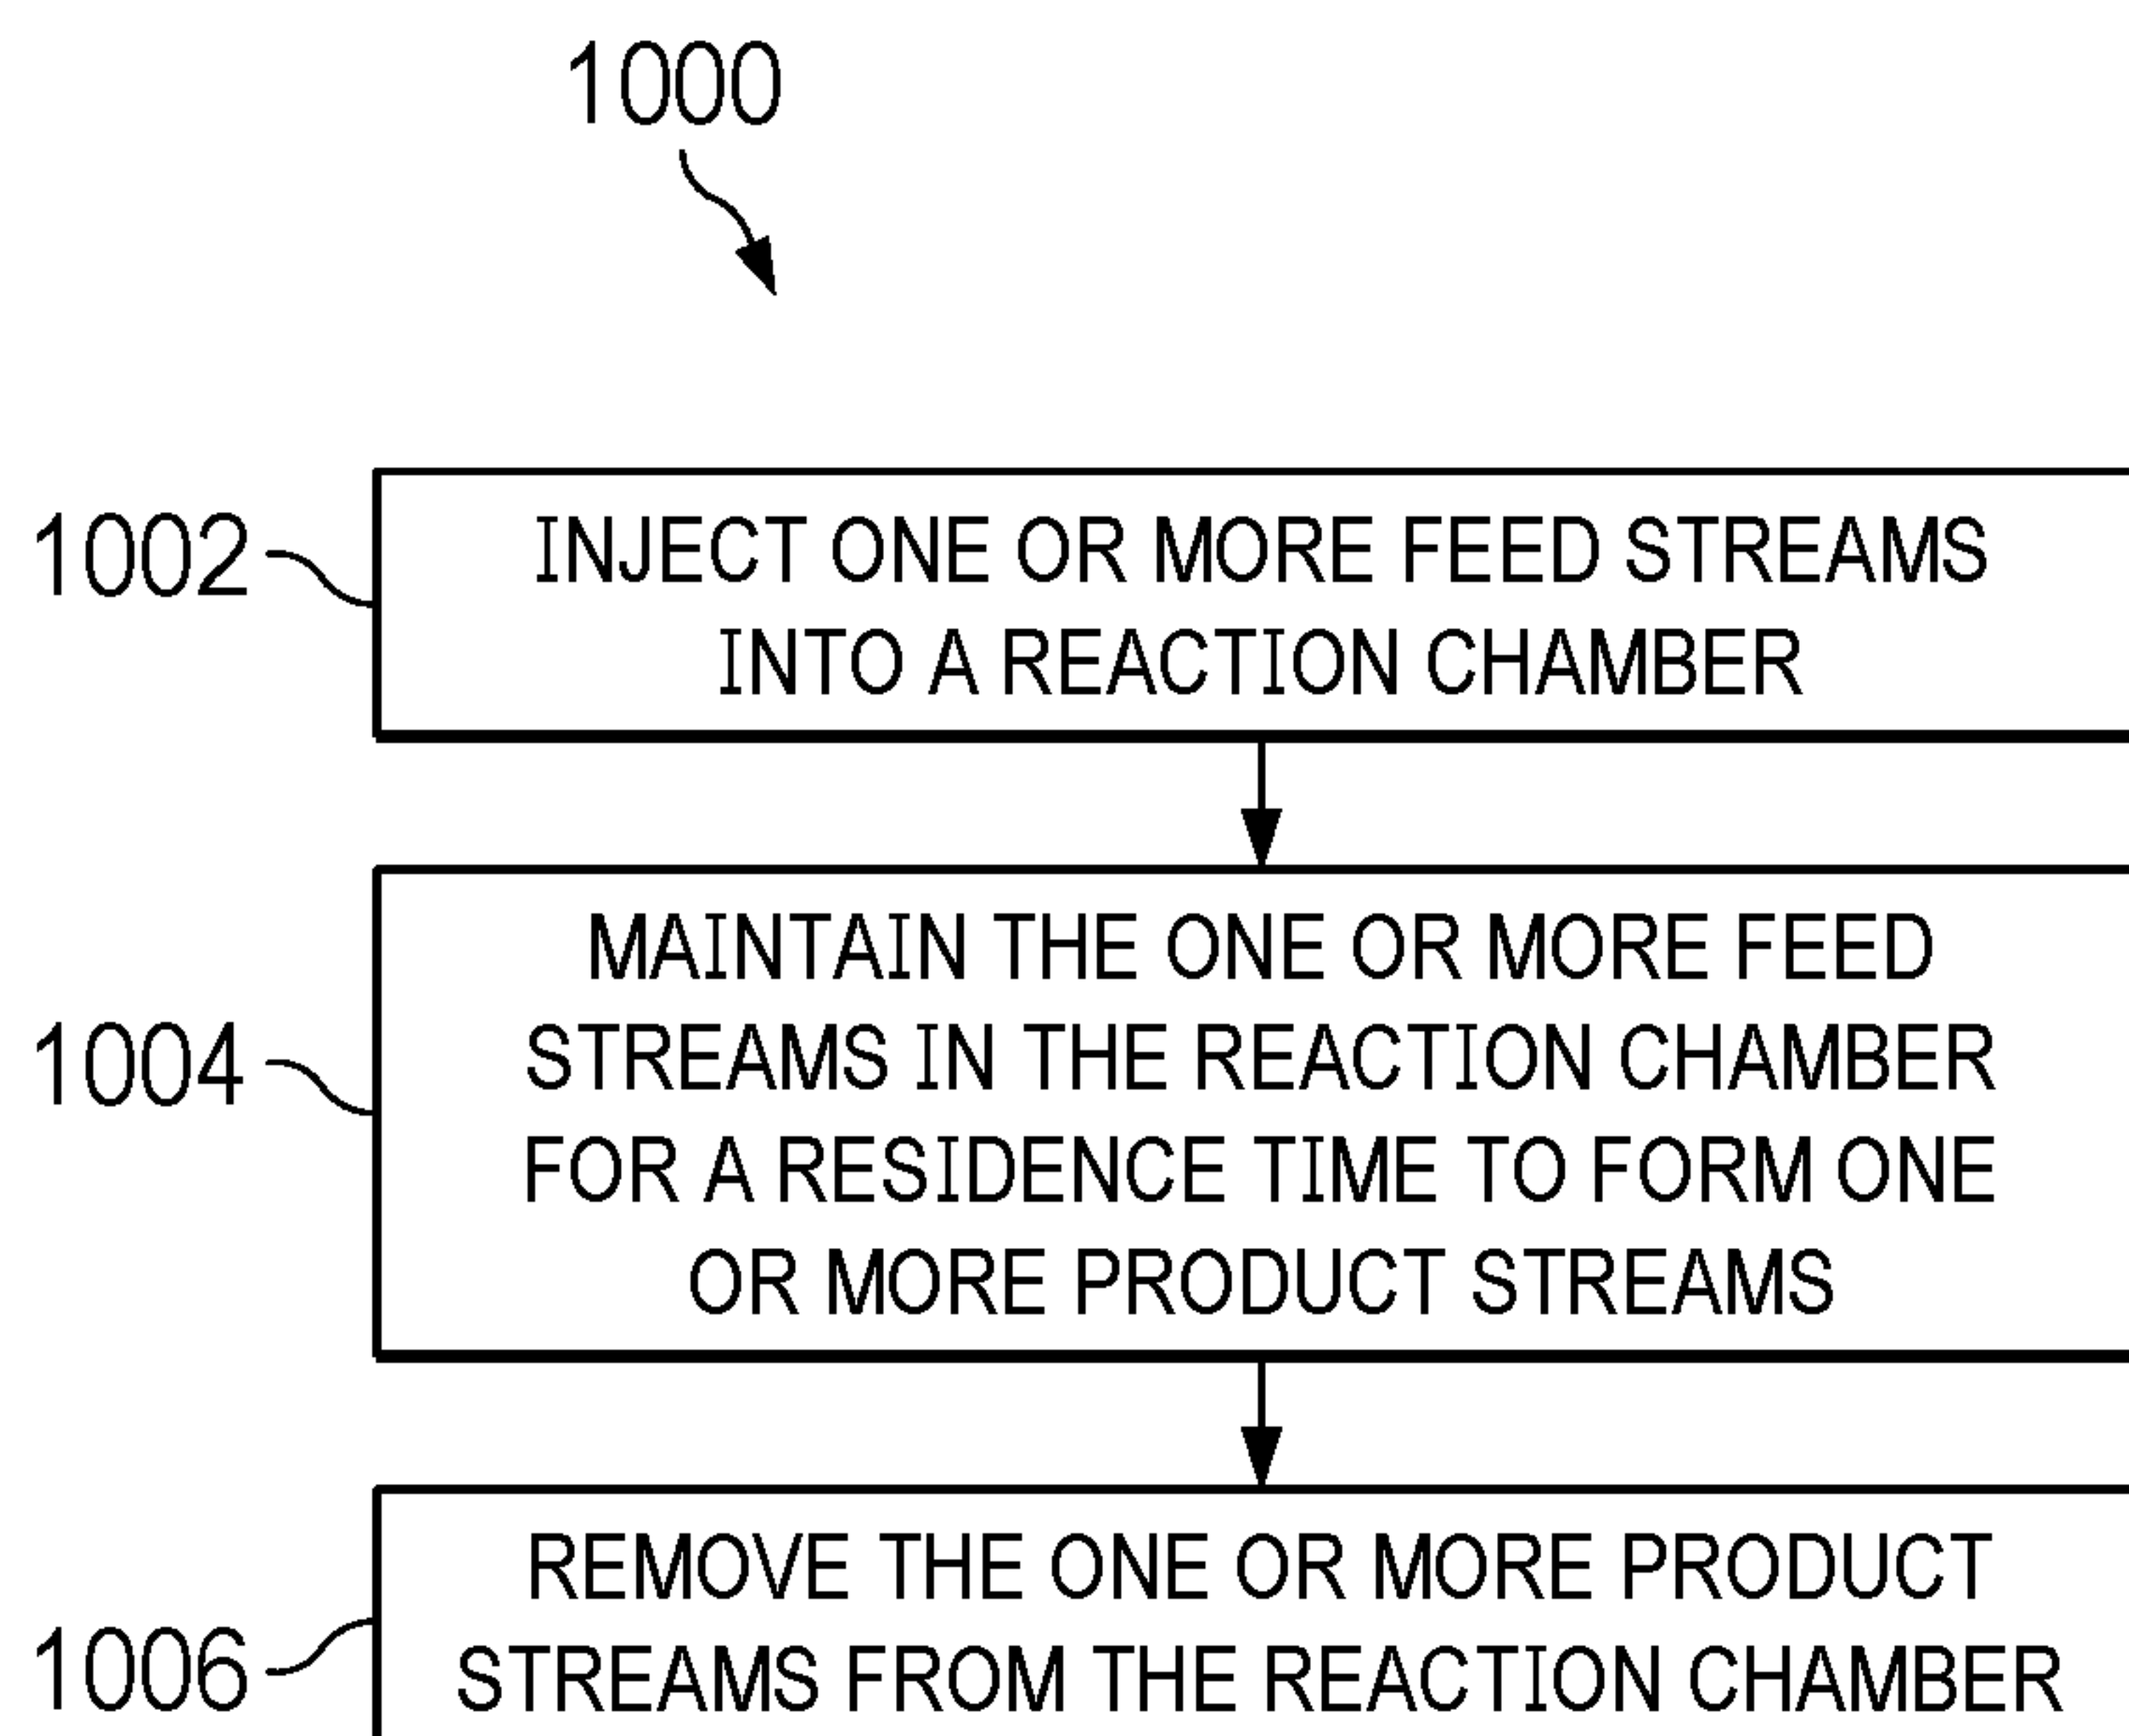 1000
1002
INJECT ONE OR MORE FEED STREAMS
INTO A REACTION CHAMBER
1004
MAINTAIN THE ONE OR MORE FEED
STREAMS IN THE REACTION CHAMBER
FOR A RESIDENCE TIME TO FORM ONE
OR MORE PRODUCT STREAMS
1006
REMOVE THE ONE OR MORE PRODUCT
STREAMS FROM THE REACTION CHAMBER